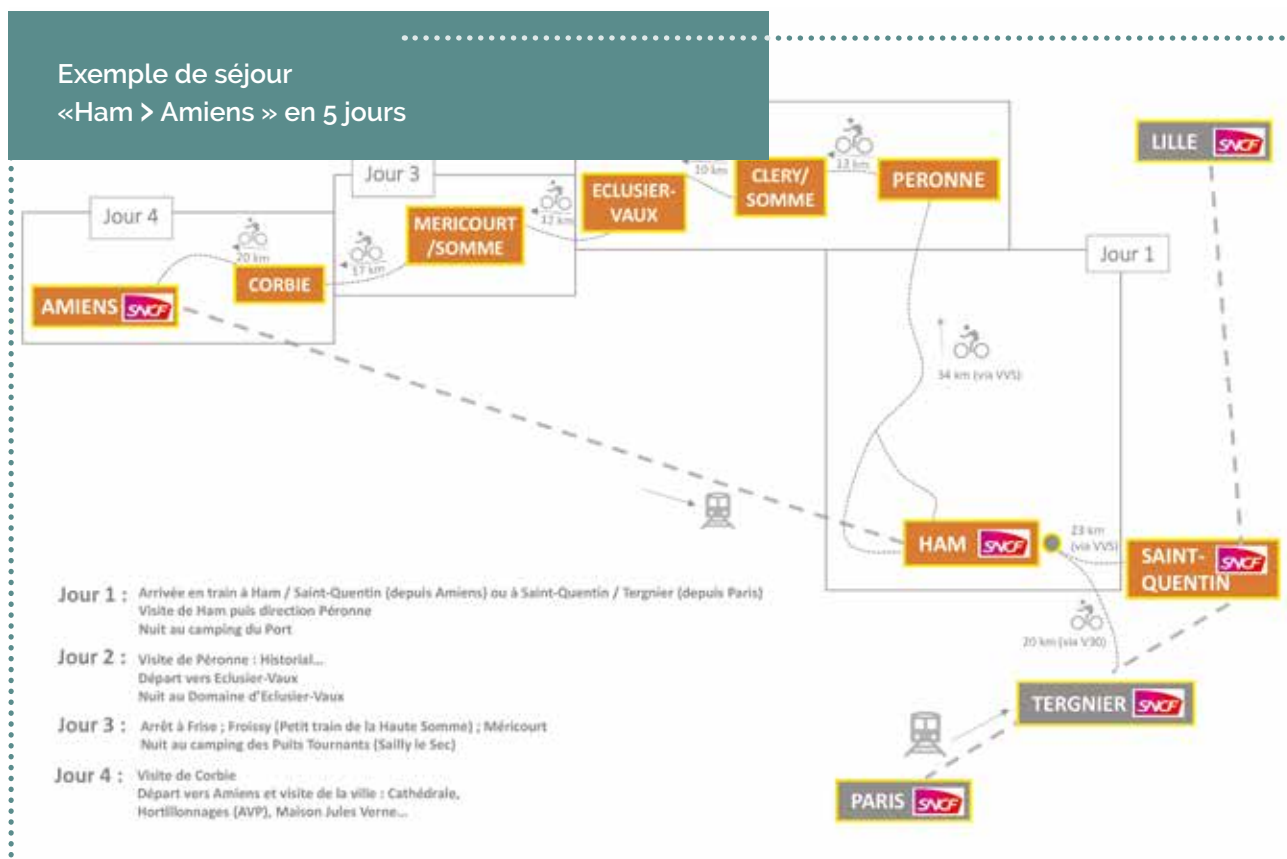 Exemple de séjour
«Ham > Amiens » en 5 jours
LILLE SNCF
Jour 3
10 km
CLERY/
SOMME
13 km
PERONNE
ECLUSIER-
VAUX
12 km
Jour 4
MERICOURT
/SOMME
20 km
17 km
CORBIE
Jour 1
AMIENS SNCF
34 km (via VVS)
HAM SNCF
23 km
(via VVS)
SAINT-
QUENTIN SNCF
20 km (via V30)
TERGNIER SNCF
PARIS SNCF
Jour 1 : Arrivée en train à Ham / Saint-Quentin (depuis Amiens) ou à Saint-Quentin / Tergnier (depuis Paris)
Visite de Ham puis direction Péronne
Nuit au camping du Port
Jour 2 : Visite de Péronne : Historial...
Départ vers Eclusier-Vaux
Nuit au Domaine d'Eclusier-Vaux
Jour 3 : Arrêt à Frise ; Froissy (Petit train de la Haute Somme) ; Méricourt
Nuit au camping des Puits Tournants (Sailly le Sec)
Jour 4 : Visite de Corbie
Départ vers Amiens et visite de la ville : Cathédrale,
Hortillonnages (AVP), Maison Jules Verne...